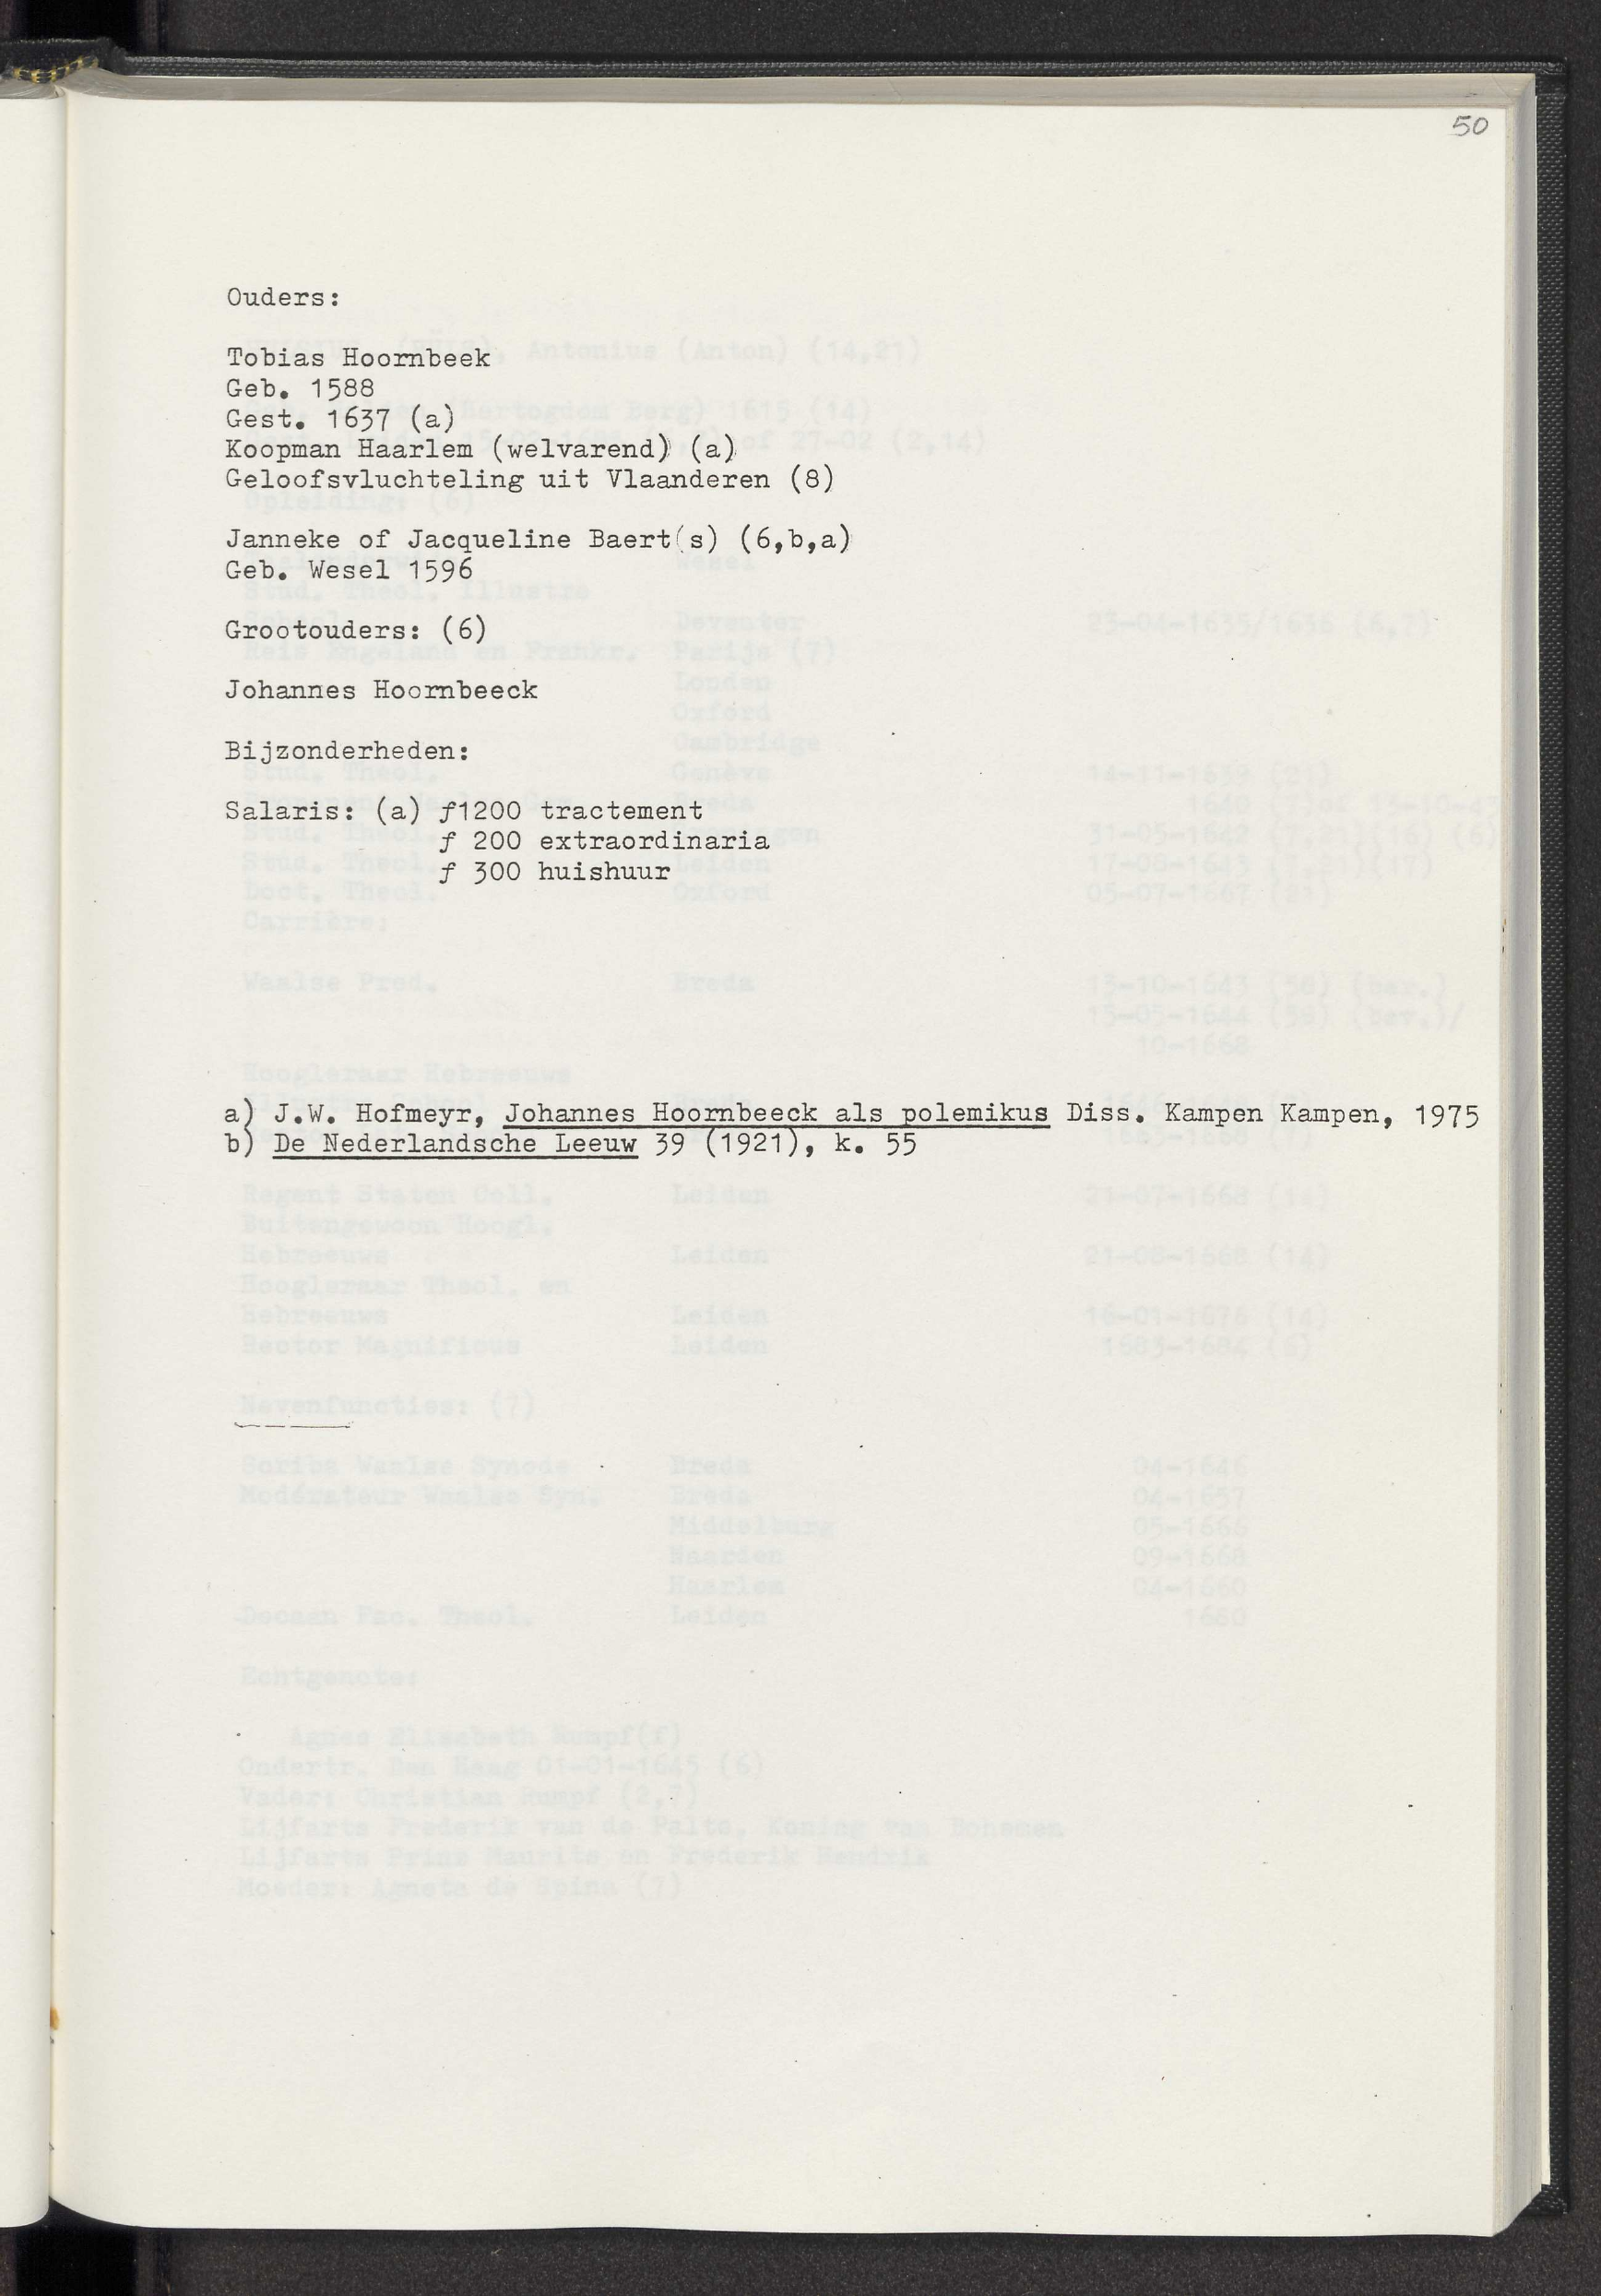 50
Ouders:
Tobias Hoornbeek
Geb. 1588
Gest. 1637 (a)
Koopman Haarlem (welvarend) (a)
Geloofsvluchteling uit Vlaanderen (8)
Janneke of Jacqueline Baert(s) (6,b,a)
Geb. Wesel 1596
Grootouders: (6)
Johannes Hoornbeeck
Bijzonderheden:
Salaris: (a) ƒ1200 tractement
ƒ 200 extraordinaria
ƒ 300 huishuur
a) J.W. Hofmeyr, Johannes Hoornbeeck als polemikus Diss. Kampen Kampen, 1975
b) De Nederlandsche Leeuw 39 (1921), k. 55